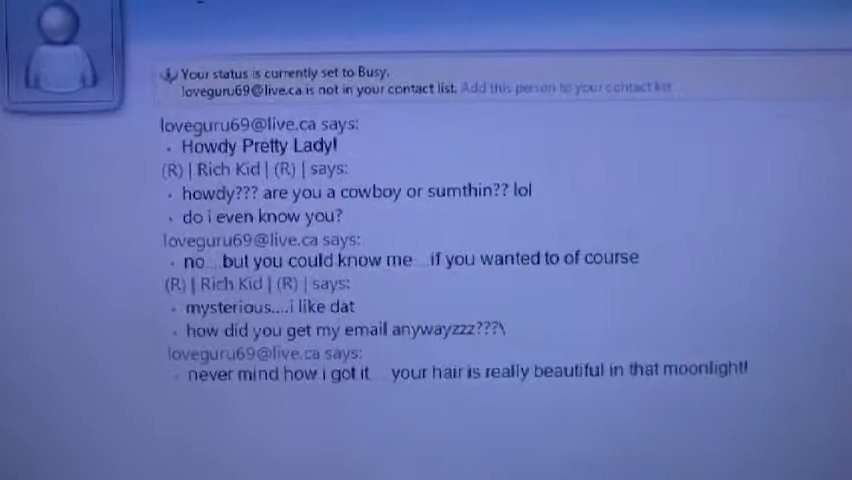 Your status is currently set to Busy.
loveguru69@live.ca is not in your contact list. Add this person to your contact list
loveguru69@live.ca says:
Howdy Pretty Lady!
(R) | Rich Kid | (R) | says:
howdy??? are you a cowboy or sumthin?? lol
do i even know you?
loveguru69@live.ca says:
no....but you could know me....if you wanted to of course
(R) | Rich Kid | (R) | says:
mysterious....i like dat
how did you get my email anywayzzz???\
loveguru69@live.ca says:
never mind how i got it....your hair is really beautiful in that moonlight!